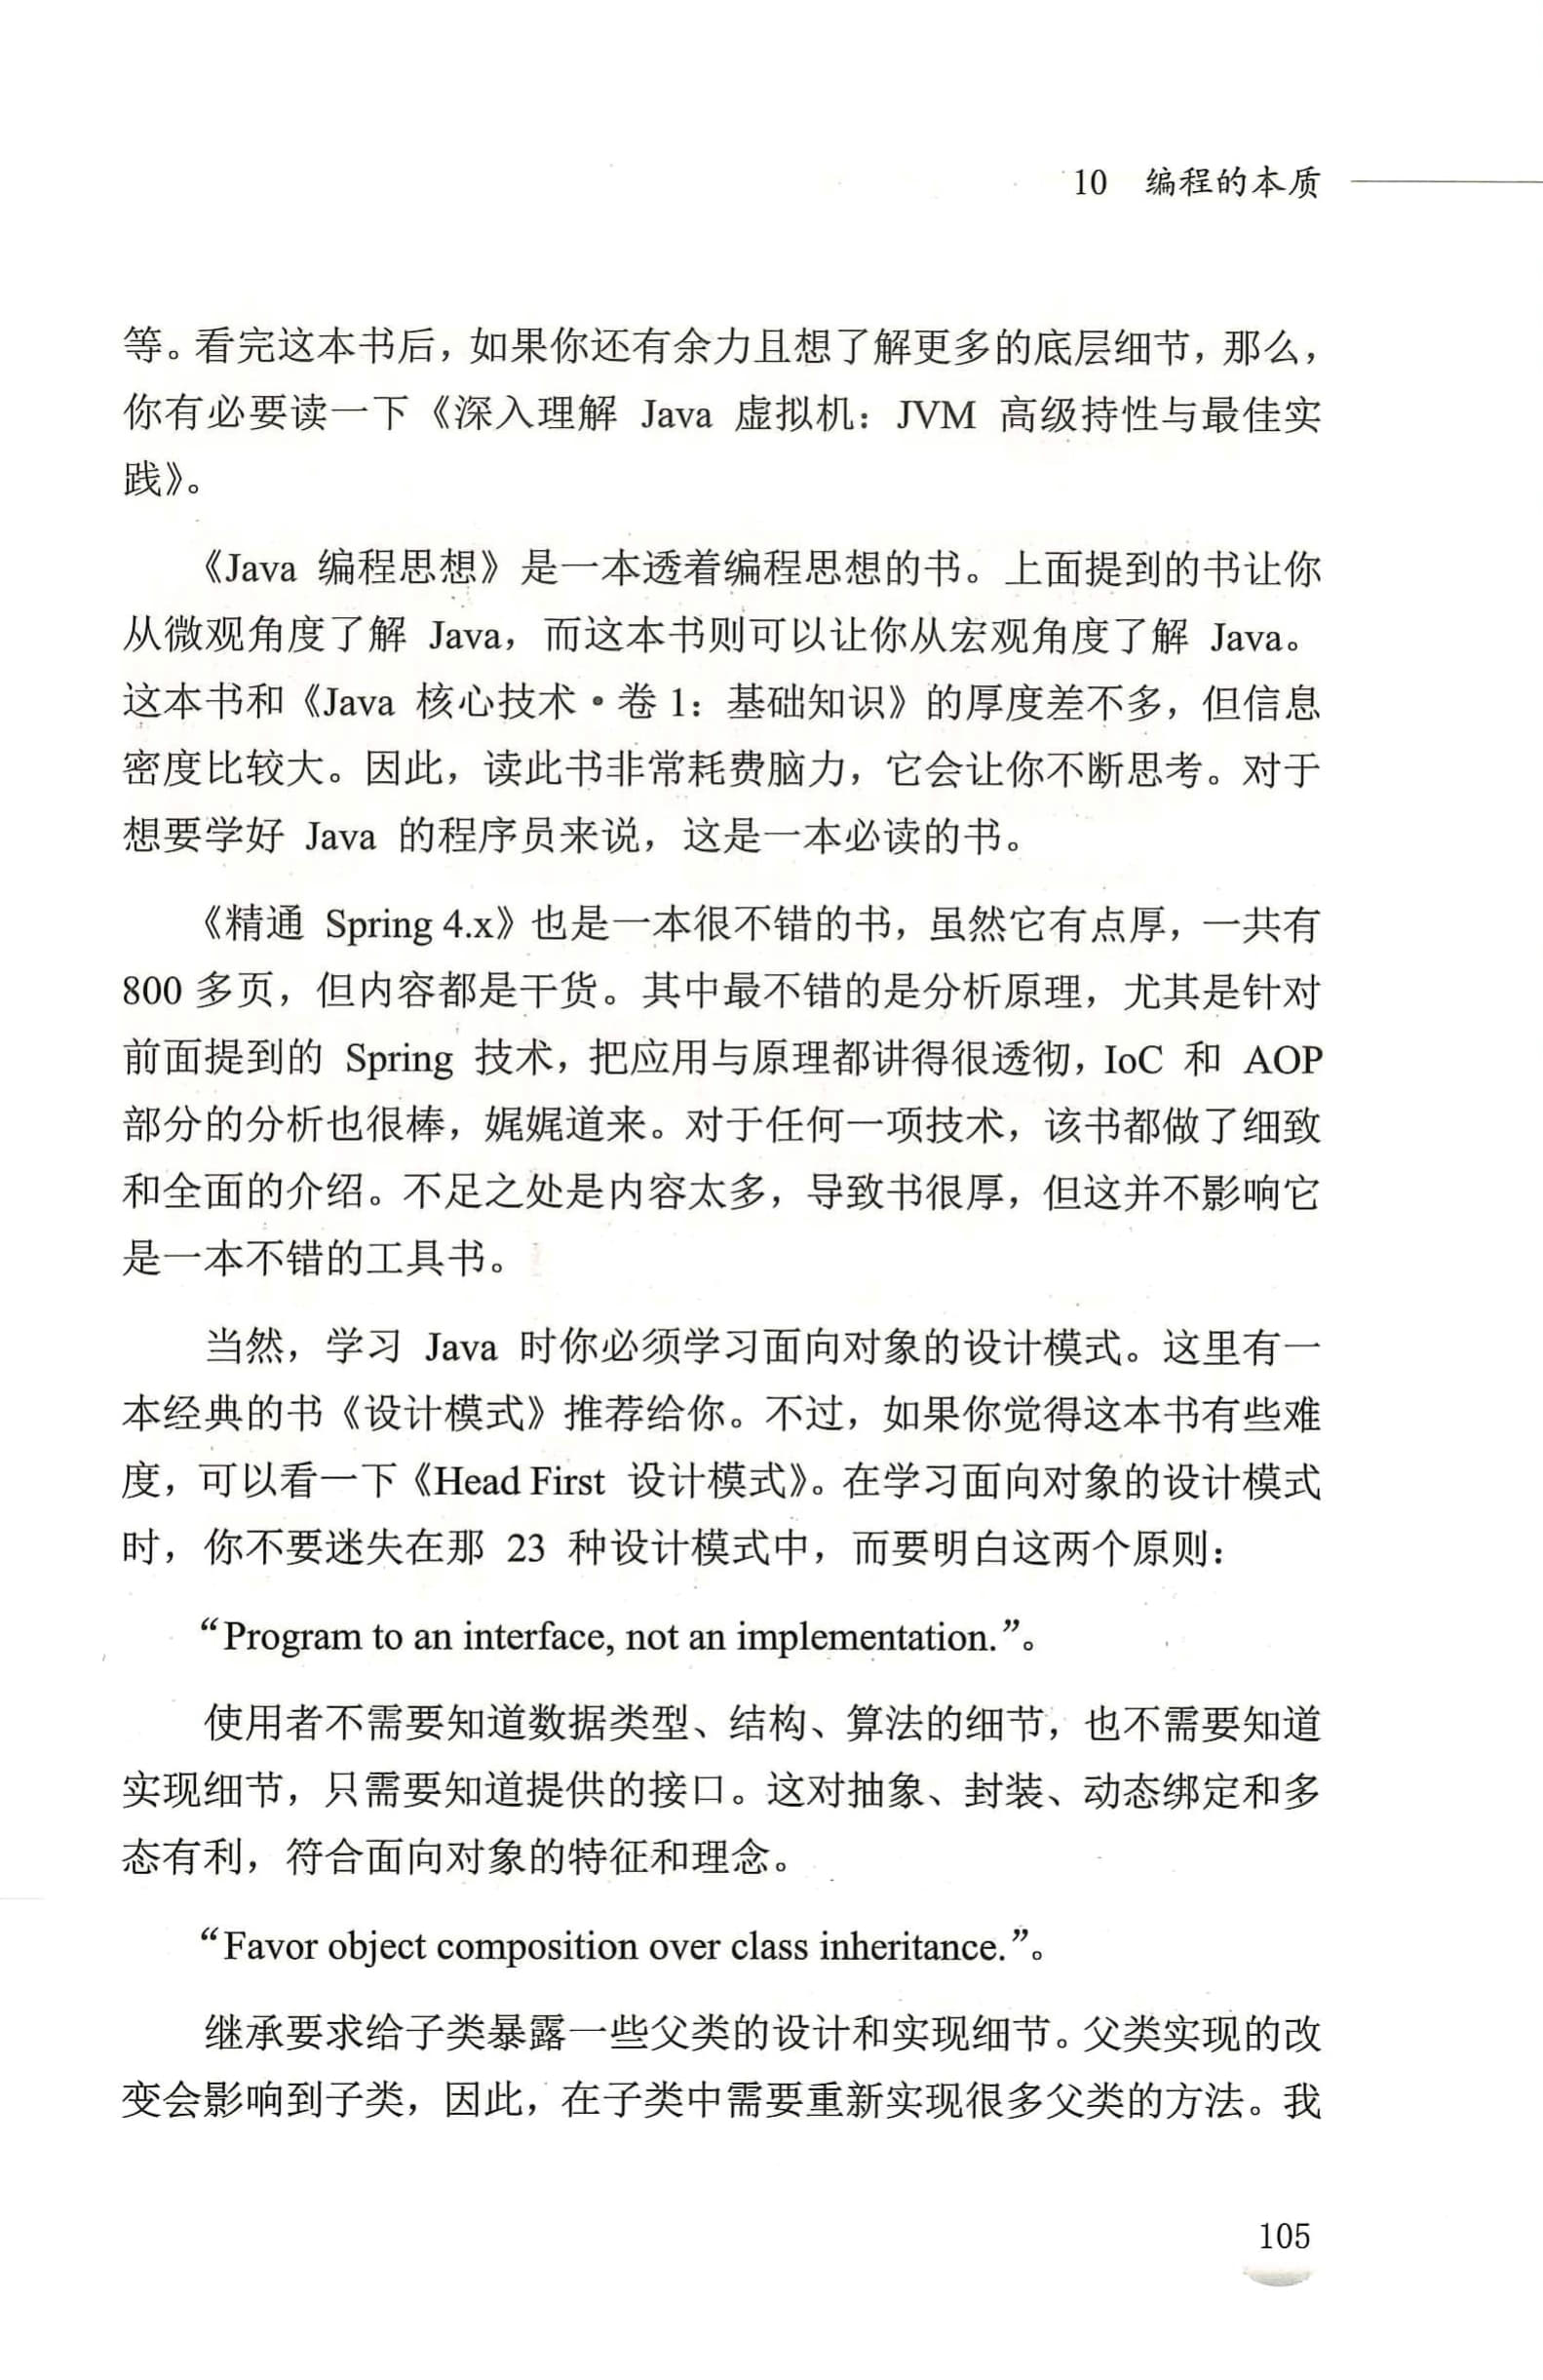 10 编程的本质
等。看完这本书后，如果你还有余力且想了解更多的底层细节，那么，
你有必要读一下《深入理解 Java 虚拟机：JVM 高级持性与最佳实
践》。
《Java 编程思想》是一本透着编程思想的书。上面提到的书让你
从微观角度了解 Java，而这本书则可以让你从宏观角度了解 Java。
这本书和《Java 核心技术·卷 1：基础知识》的厚度差不多，但信息
密度比较大。因此，读此书非常耗费脑力，它会让你不断思考。对于
想要学好 Java 的程序员来说，这是一本必读的书。
《精通 Spring 4.x》也是一本很不错的书，虽然它有点厚，一共有
800 多页，但内容都是干货。其中最不错的是分析原理，尤其是针对
前面提到的 Spring 技术，把应用与原理都讲得很透彻，IoC 和 AOP
部分的分析也很棒，娓娓道来。对于任何一项技术，该书都做了细致
和全面的介绍。不足之处是内容太多，导致书很厚，但这并不影响它
是一本不错的工具书。
当然，学习 Java 时你必须学习面向对象的设计模式。这里有一
本经典的书《设计模式》推荐给你。不过，如果你觉得这本书有些难
度，可以看一下《Head First 设计模式》。在学习面向对象的设计模式
时，你不要迷失在那 23 种设计模式中，而要明白这两个原则：
“Program to an interface, not an implementation.”。
使用者不需要知道数据类型、结构、算法的细节，也不需要知道
实现细节，只需要知道提供的接口。这对抽象、封装、动态绑定和多
态有利，符合面向对象的特征和理念。
“Favor object composition over class inheritance.”。
继承要求给子类暴露一些父类的设计和实现细节。父类实现的改
变会影响到子类，因此，在子类中需要重新实现很多父类的方法。我
105